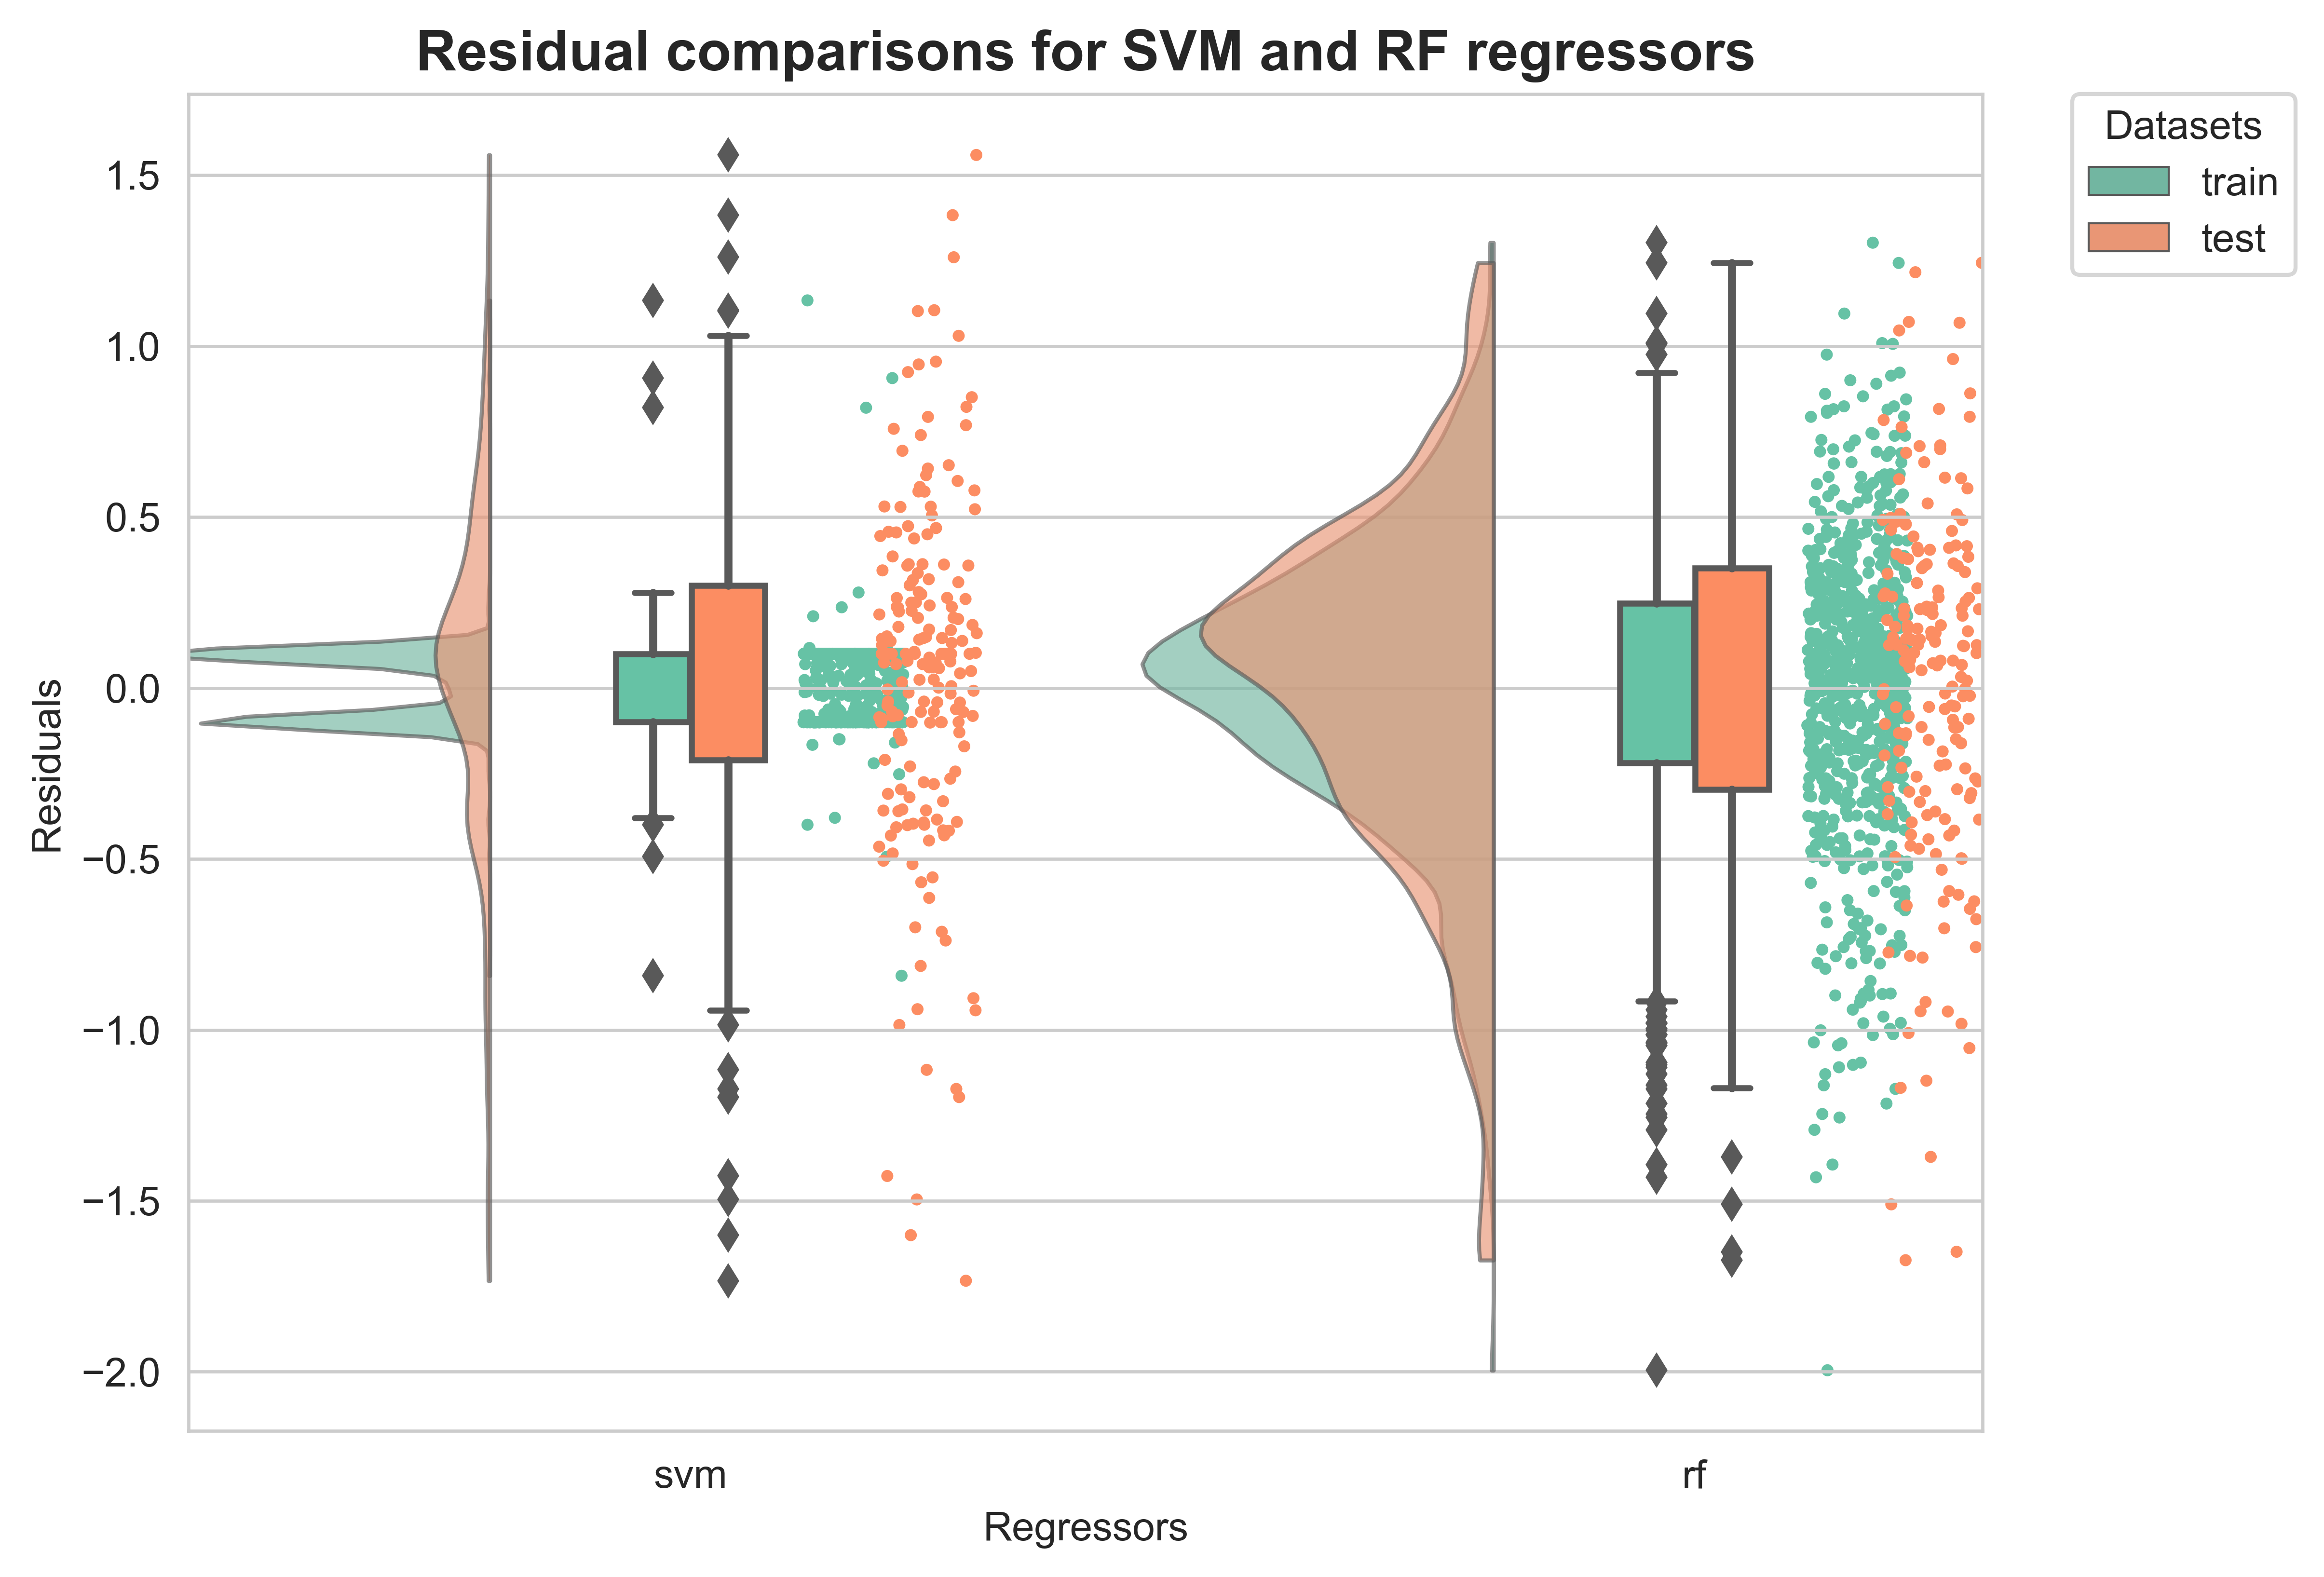 Residual comparisons for SVM and RF regressors
Datasets
train
test
1.5
1.0
0.5
0.0
−0.5
−1.0
−1.5
−2.0
Residuals
svm
rf
Regressors